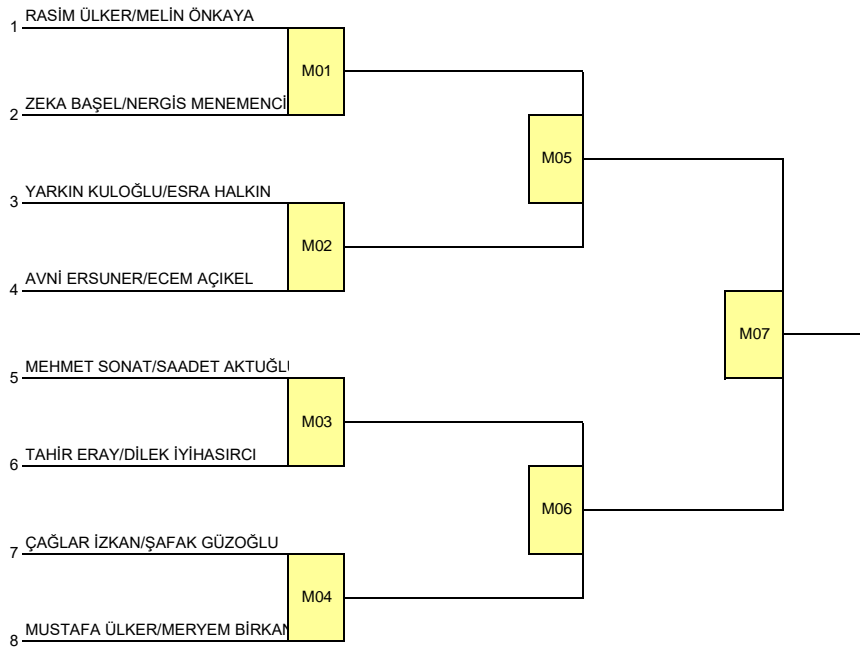 RASİM ÜLKER/MELİN ÖNKAYA
1
M01
ZEKA BAŞEL/NERGİS MENEMENCİ
2
M05
YARKIN KULOĞLU/ESRA HALKIN
3
M02
AVNİ ERSUNER/ECEM AÇIKEL
4
M07
MEHMET SONAT/SAADET AKTUĞLU
5
M03
TAHİR ERAY/DİLEK İYİHASIRCI
6
M06
ÇAĞLAR İZKAN/ŞAFAK GÜZOĞLU
7
M04
MUSTAFA ÜLKER/MERYEM BİRKAN
8